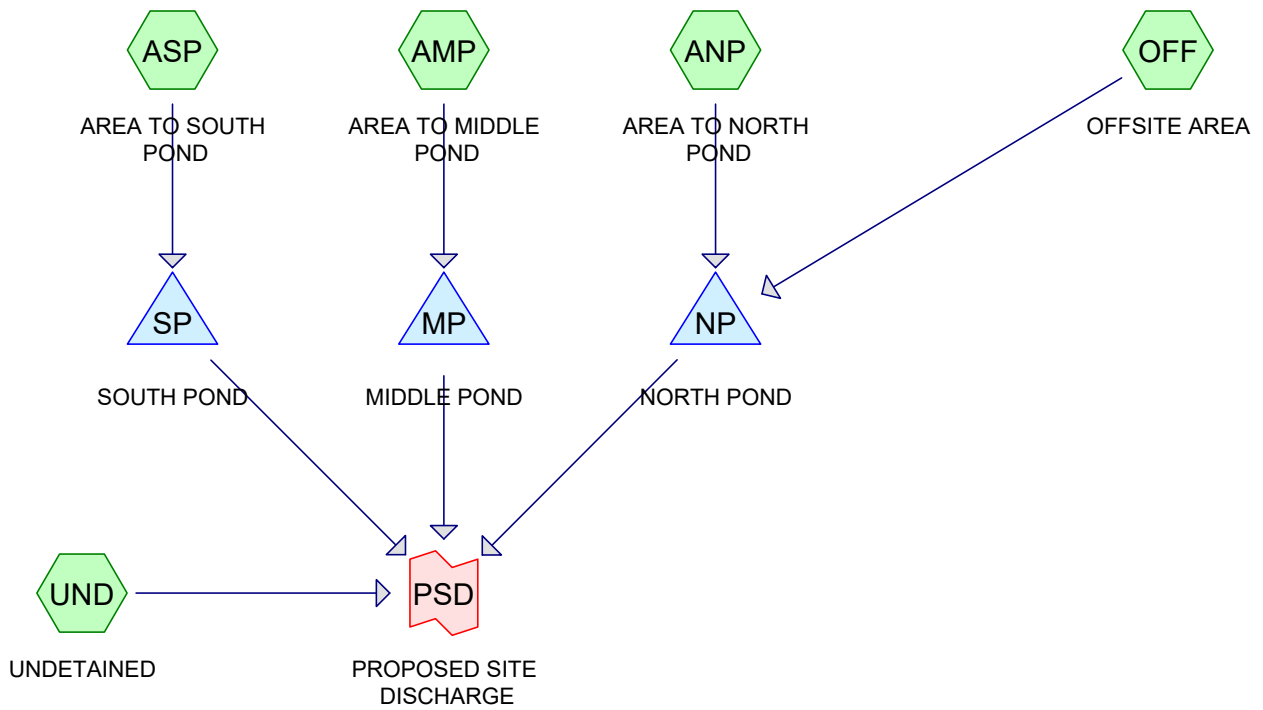 ASP
AMP
ANP
OFF
AREA TO SOUTH
POND
AREA TO MIDDLE
POND
AREA TO NORTH
POND
OFFSITE AREA
SP
MP
NP
SOUTH POND
MIDDLE POND
NORTH POND
UND
PSD
UNDETAINED
PROPOSED SITE
DISCHARGE